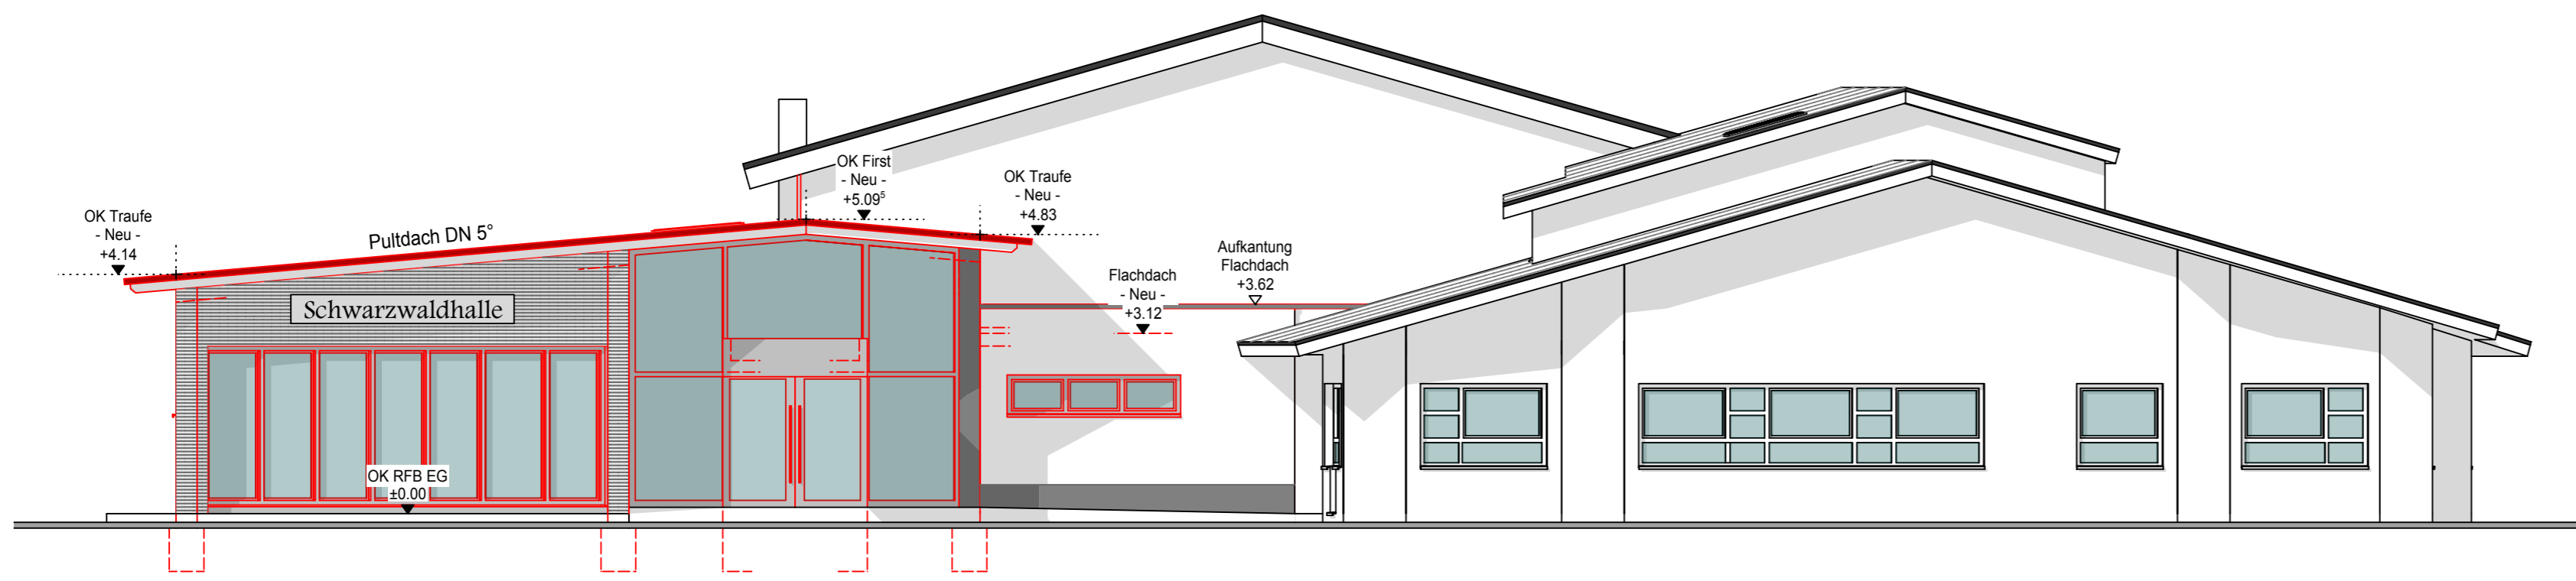 OK Traufe
- Neu -
+4.14
Pultdach DN 5°
OK First
- Neu -
+5.09⁵
OK Traufe
- Neu -
+4.83
Aufkantung
Flachdach
+3.62
Flachdach
- Neu -
+3.12
Schwarzwaldhalle
OK RFB EG
±0.00